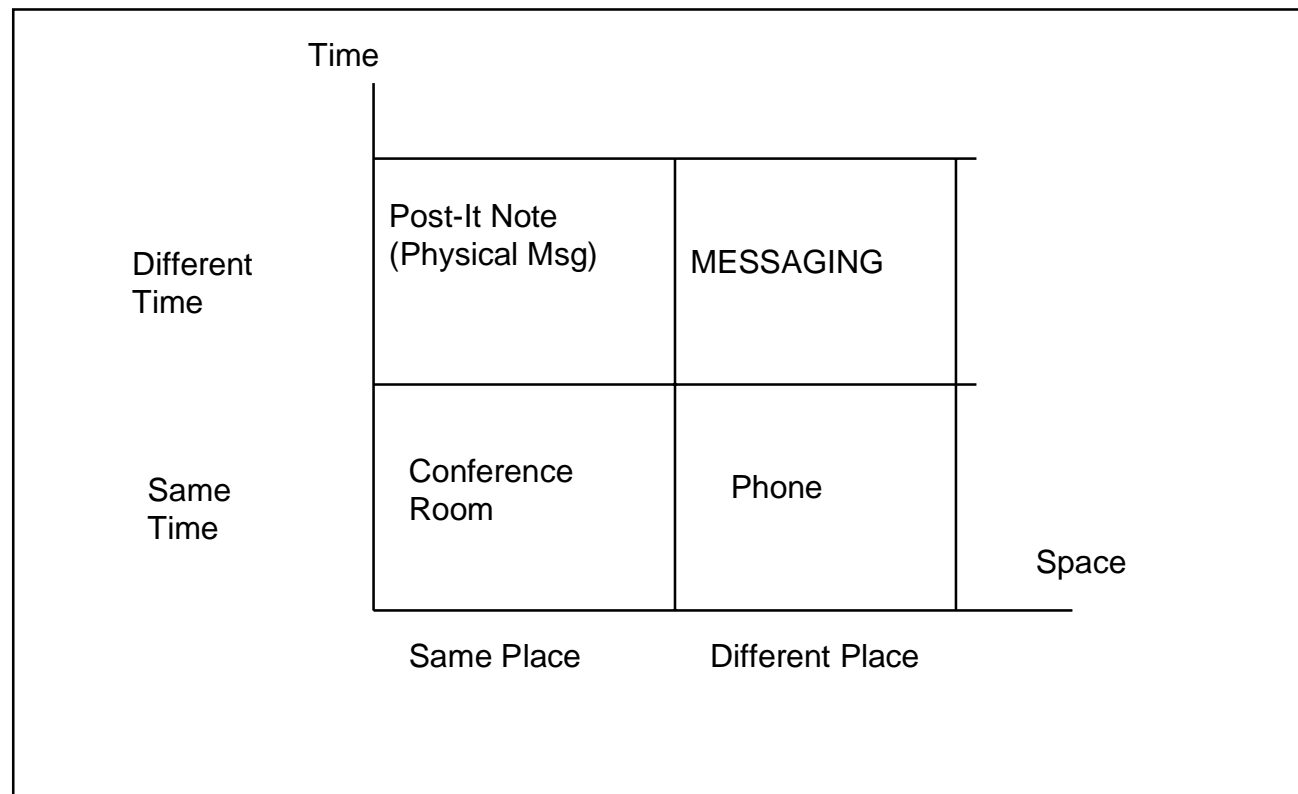 Time
Post-It Note
(Physical Msg)
MESSAGING
Different
Time
Conference
Room
Phone
Same
Time
Space
Same Place
Different Place